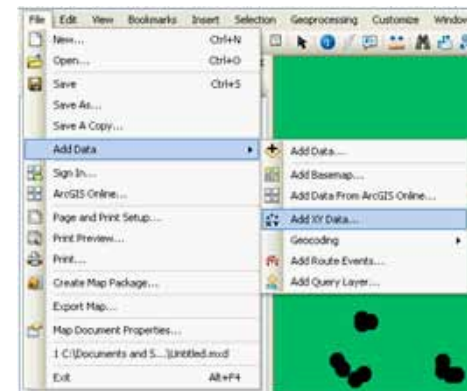 File Edit View Bookmarks Insert Selection Geoprocessing Customize Window
New... Ctrl+N
Open... Ctrl+O
Save Ctrl+S
Save As...
Save A Copy...
Add Data
Sign In...
ArcGIS Online...
Page and Print Setup...
Print Preview...
Print...
Create Map Package...
Export Map...
Map Document Properties...
1 C:\Documents and S...\Untitled.mxd
Exit Alt+F4
Add Data...
Add Basemap...
Add Data From ArcGIS Online...
Add XY Data...
Geocoding
Add Route Events...
Add Query Layer...